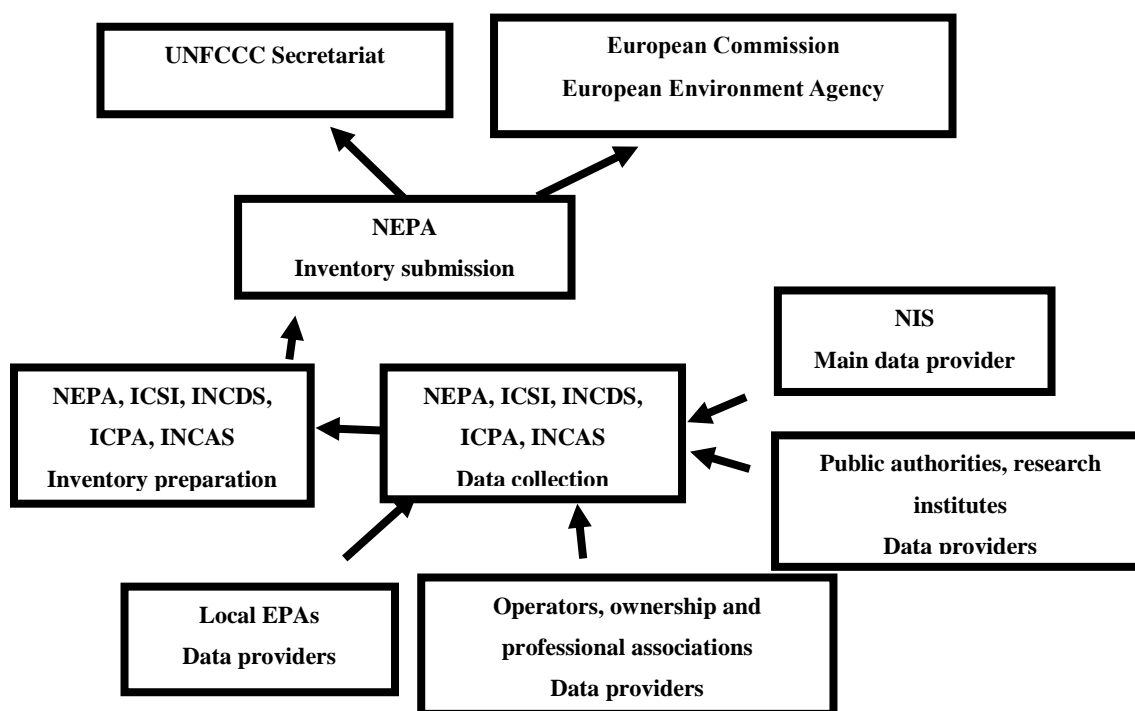 UNFCCC Secretariat
European Commission
European Environment Agency
NEPA
Inventory submission
NIS
Main data provider
NEPA, ICSI, INCDS,
ICPA, INCAS
Inventory preparation
NEPA, ICSI, INCDS,
ICPA, INCAS
Data collection
Public authorities, research
institutes
Data providers
Local EPAs
Data providers
Operators, ownership and
professional associations
Data providers